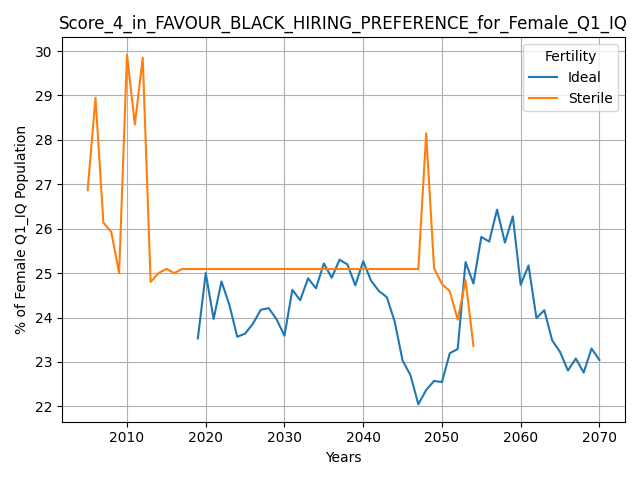 Score_4_in_FAVOUR_BLACK_HIRING_PREFERENCE_for_Female_Q1_IQ
Fertility
Ideal
Sterile
% of Female Q1_IQ Population
30
29
28
27
26
25
24
23
22
2010 2020 2030 2040 2050 2060 2070
Years